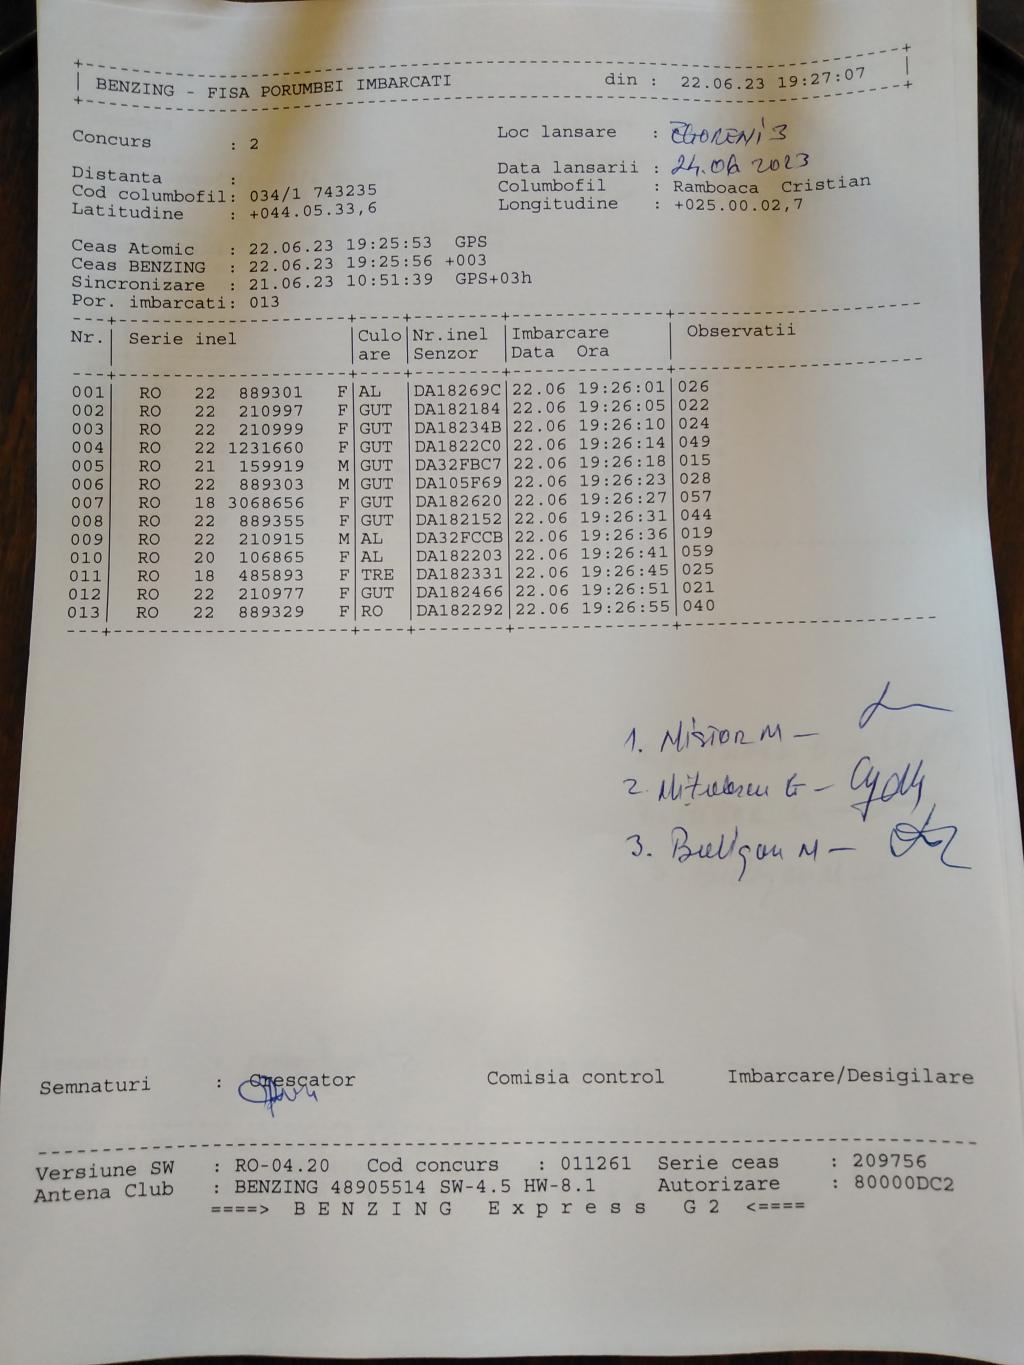 BENZING - FISA PORUMBEI IMBARCATI din : 22.06.23 19:27:07
Concurs : 2 Loc lansare :
Distanta : Data lansarii : 24.06 2023
Cod columbofil: 034/1 743235 Columbofil : Ramboaca Cristian
Latitudine : +044.05.33,6 Longitudine : +025.00.02,7
Ceas Atomic : 22.06.23 19:25:53 GPS
Ceas BENZING : 22.06.23 19:25:56 +003
Sincronizare : 21.06.23 10:51:39 GPS+03h
Por. imbarcati: 013
Nr. Serie inel Culo Nr.inel Imbarcare Observatii
are Senzor Data Ora
001 RO 22 889301 F AL DA18269C 22.06 19:26:01 026
002 RO 22 210997 F GUT DA182184 22.06 19:26:05 022
003 RO 22 210999 F GUT DA18234B 22.06 19:26:10 024
004 RO 22 1231660 F GUT DA1822C0 22.06 19:26:14 049
005 RO 21 159919 M GUT DA32FBC7 22.06 19:26:18 015
006 RO 22 889303 M GUT DA105F69 22.06 19:26:23 028
007 RO 18 3068656 F GUT DA182620 22.06 19:26:27 057
008 RO 22 889355 F GUT DA182152 22.06 19:26:31 044
009 RO 22 210915 M AL DA32FCCB 22.06 19:26:36 019
010 RO 20 106865 F AL DA182203 22.06 19:26:41 059
011 RO 18 485893 F TRE DA182331 22.06 19:26:45 025
012 RO 22 210977 F GUT DA182466 22.06 19:26:51 021
013 RO 22 889329 F RO DA182292 22.06 19:26:55 040
1. M —
2. G —
3. M —
Semnaturi : Crescator Comisia control Imbarcare/Desigilare
Versiune SW : RO-04.20 Cod concurs : 011261 Serie ceas : 209756
Antena Club : BENZING 48905514 SW-4.5 HW-8.1 Autorizare : 80000DC2
====> B E N Z I N G E x p r e s s G 2 <====